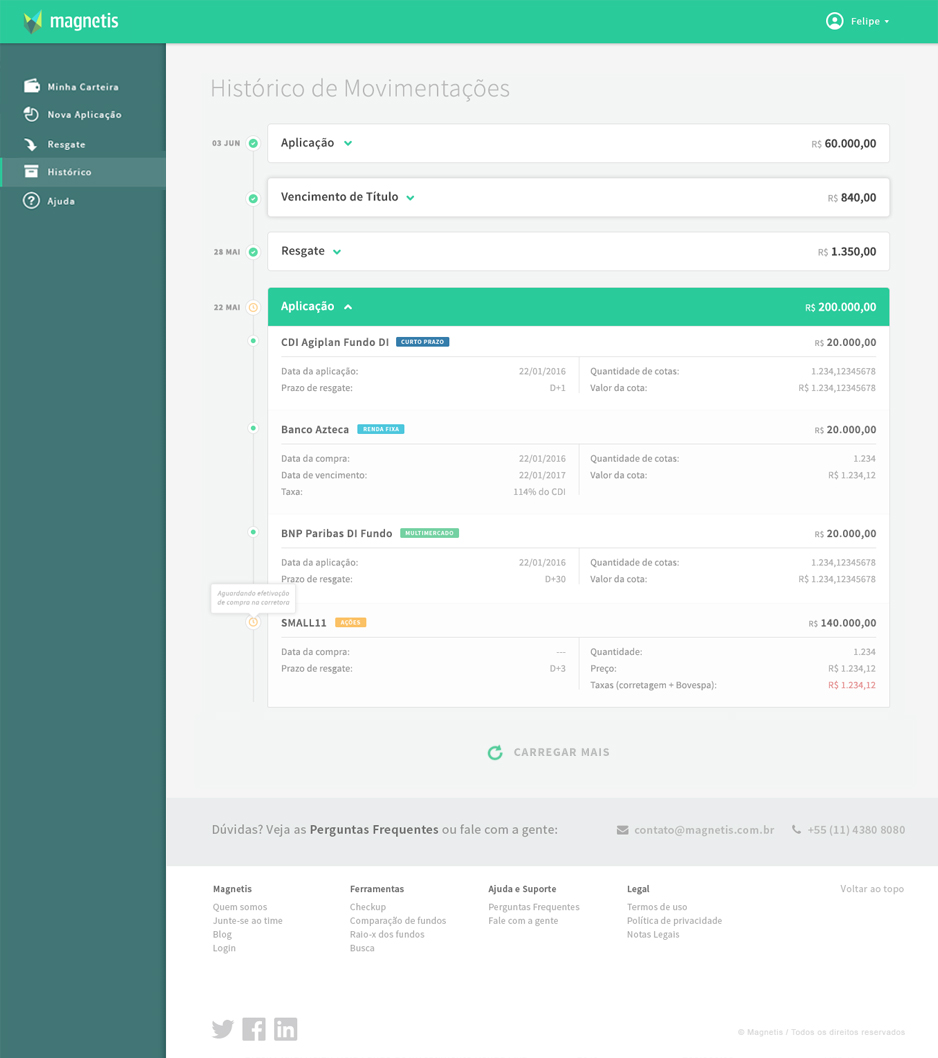 magnetis
Felipe
Minha Carteira
Nova Aplicação
Resgate
Histórico
Ajuda
Histórico de Movimentações
03 JUN
Aplicação
R$ 60.000,00
Vencimento de Título
R$ 840,00
28 MAI
Resgate
R$ 1.350,00
22 MAI
Aplicação
R$ 200.000,00
CDI Agiplan Fundo DI
CURTO PRAZO
R$ 20.000,00
Data da aplicação:
22/01/2016
Quantidade de cotas:
1.234,12345678
Prazo de resgate:
D+1
Valor da cota:
R$ 1.234,12345678
Banco Azteca
RENDA FIXA
R$ 20.000,00
Data da compra:
22/01/2016
Quantidade de cotas:
1.234
Data de vencimento:
22/01/2017
Valor da cota:
R$ 1.234,12
Taxa:
114% do CDI
BNP Paribas DI Fundo
MULTIMERCADO
R$ 20.000,00
Data da aplicação:
22/01/2016
Quantidade de cotas:
1.234,12345678
Prazo de resgate:
D+30
Valor da cota:
R$ 1.234,12345678
Aguardando efetivação
de compra na corretora
SMALL11
AÇÕES
R$ 140.000,00
Data da compra:
---
Quantidade:
1.234
Prazo de resgate:
D+3
Preço:
R$ 1.234,12
Taxas (corretagem + Bovespa):
R$ 1.234,12
CARREGAR MAIS
Dúvidas? Veja as Perguntas Frequentes ou fale com a gente:
contato@magnetis.com.br
+55 (11) 4380 8080
Magnetis
Quem somos
Junte-se ao time
Blog
Login
Ferramentas
Checkup
Comparação de fundos
Raio-x dos fundos
Busca
Ajuda e Suporte
Perguntas Frequentes
Fale com a gente
Legal
Termos de uso
Política de privacidade
Notas Legais
Voltar ao topo
© Magnetis / Todos os direitos reservados